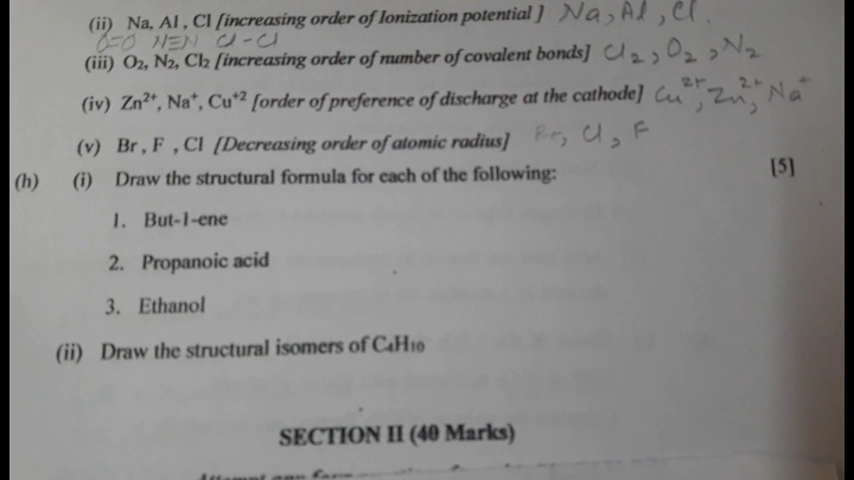 (ii) Na, Al, Cl [increasing order of Ionization potential] Na, Al, Cl.
O=O N≡N Cl-Cl
(iii) O₂, N₂, Cl₂ [increasing order of number of covalent bonds] Cl₂, O₂, N₂
(iv) Zn²⁺, Na⁺, Cu⁺² [order of preference of discharge at the cathode] Cu²⁺, Zn²⁺, Na⁺
(v) Br, F, Cl [Decreasing order of atomic radius] Br, Cl, F
(h) (i) Draw the structural formula for each of the following: [5]
1. But-1-ene
2. Propanoic acid
3. Ethanol
(ii) Draw the structural isomers of C₄H₁₀
SECTION II (40 Marks)
Attempt any